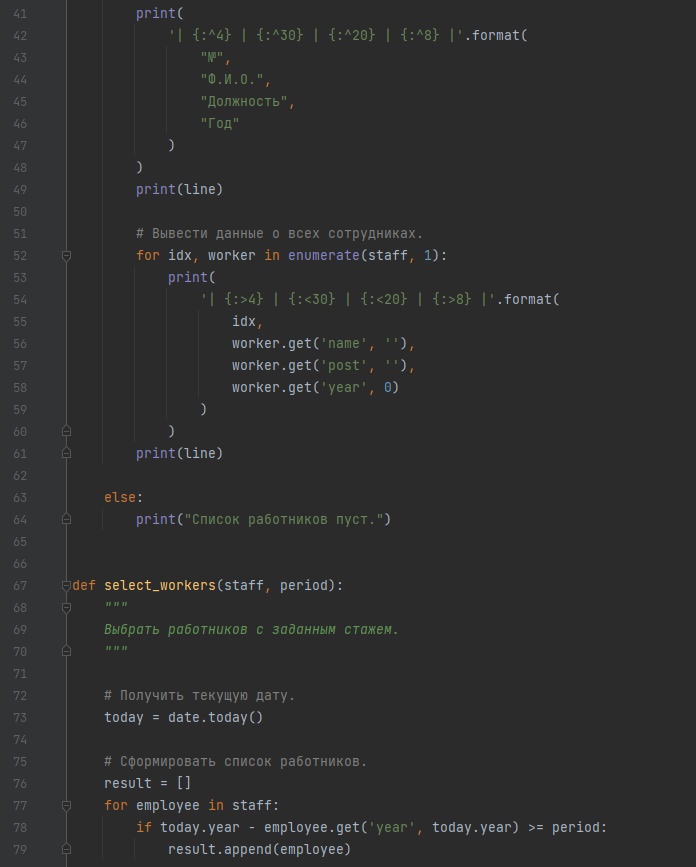 41 print(
42 '| {:^4} | {:^30} | {:^20} | {:^8} |'.format(
43 "№",
44 "Ф.И.О.",
45 "Должность",
46 "Год"
47 )
48 )
49 print(line)
50
51 # Вывести данные о всех сотрудниках.
52 for idx, worker in enumerate(staff, 1):
53 print(
54 '| {:>4} | {:<30} | {:<20} | {:>8} |'.format(
55 idx,
56 worker.get('name', ''),
57 worker.get('post', ''),
58 worker.get('year', 0)
59 )
60 )
61 print(line)
62
63 else:
64 print("Список работников пуст.")
65
66
67 def select_workers(staff, period):
68 """
69 Выбрать работников с заданным стажем.
70 """
71
72 # Получить текущую дату.
73 today = date.today()
74
75 # Сформировать список работников.
76 result = []
77 for employee in staff:
78 if today.year - employee.get('year', today.year) >= period:
79 result.append(employee)